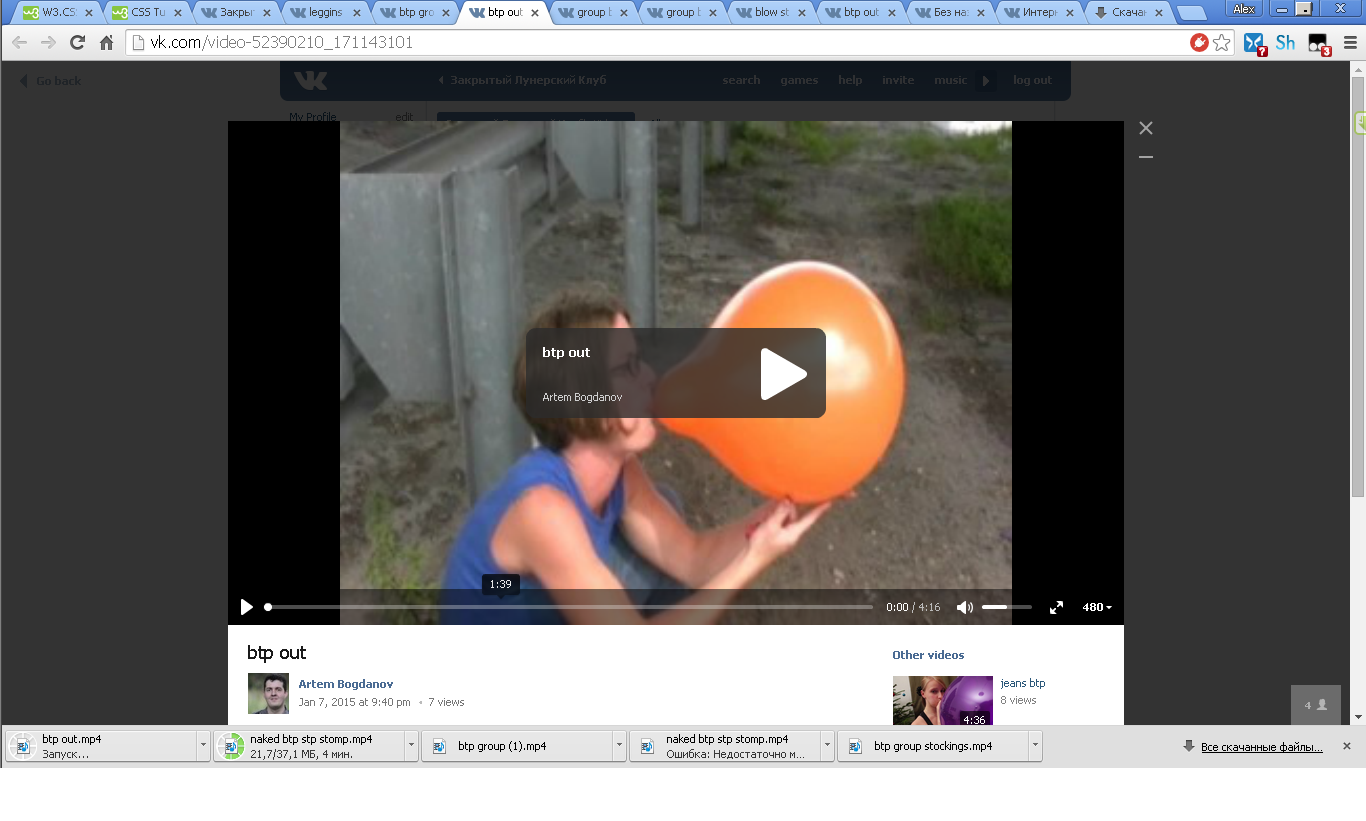 W3.CS
CSS Tu
Закры
leggins
btp gro
btp out
group b
group b
blow st
btp out
Без на
Интер
Скача
Alex
vk.com/video-52390210_171143101
Sh
?
3
Go back
Закрытый Лунерский Клуб
search
games
help
invite
music
log out
My Profile
edit
btp out
Artem Bogdanov
1:39
0:00 / 4:16
480
btp out
Other videos
Artem Bogdanov
Jan 7, 2015 at 9:40 pm • 7 views
jeans btp
8 views
4:36
4
btp out.mp4
Запуск...
naked btp stp stomp.mp4
21,7/37,1 МБ, 4 мин.
btp group (1).mp4
naked btp stp stomp.mp4
Ошибка: Недостаточно м...
btp group stockings.mp4
Все скачанные файлы...